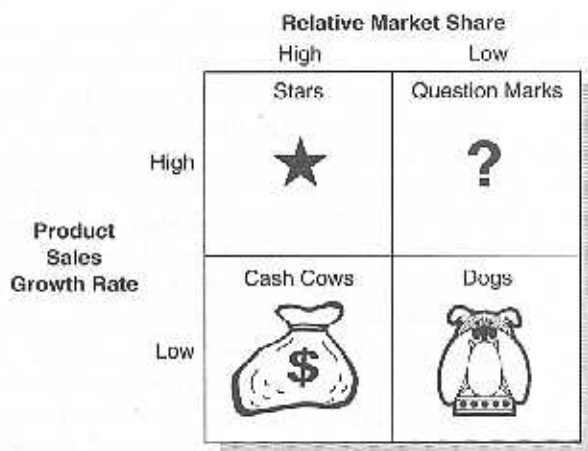 Relative Market Share
High Low
Stars Question Marks
?
High
Product
Sales
Growth Rate
Cash Cows Dogs
$
Low